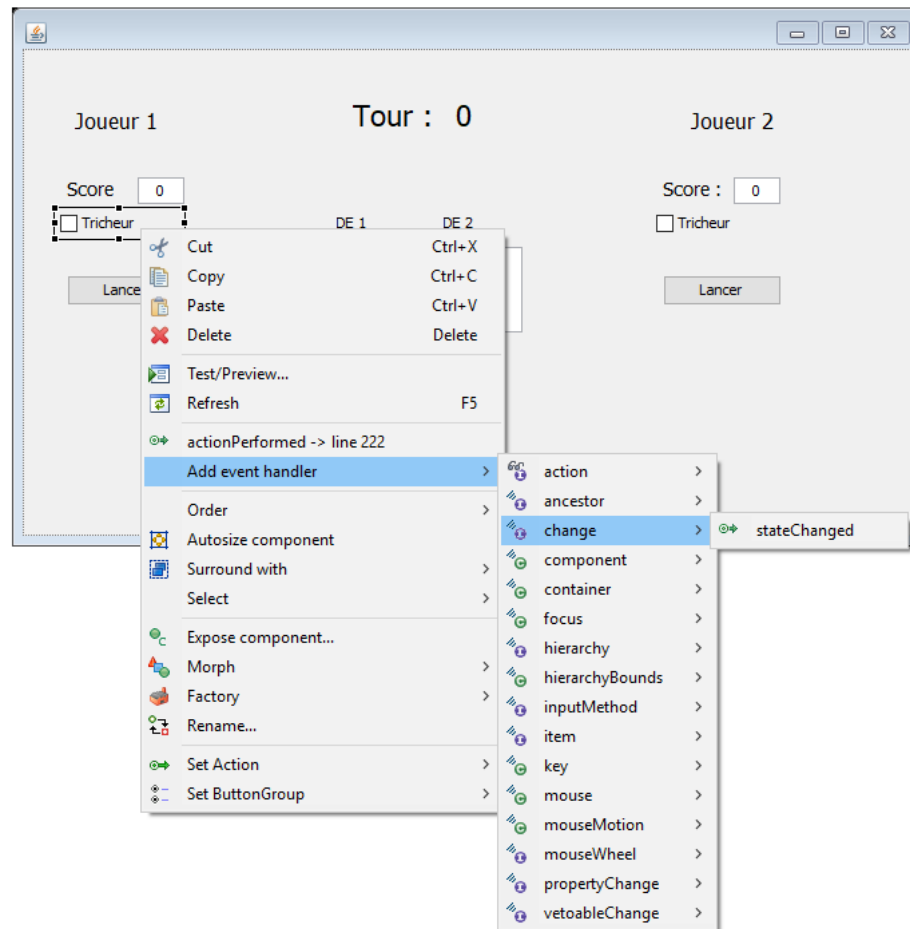 Joueur 1
Tour : 0
Joueur 2
Score 0
Score : 0
Tricheur
DE 1 DE 2
Tricheur
Lance
Lancer
Cut Ctrl+X
Copy Ctrl+C
Paste Ctrl+V
Delete Delete
Test/Preview...
Refresh F5
actionPerformed -> line 222
Add event handler
Order
Autosize component
Surround with
Select
Expose component...
Morph
Factory
Rename...
Set Action
Set ButtonGroup
action
ancestor
change
component
container
focus
hierarchy
hierarchyBounds
inputMethod
item
key
mouse
mouseMotion
mouseWheel
propertyChange
vetoableChange
stateChanged